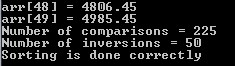 arr[48] = 4806.45
arr[49] = 4985.45
Number of comparisons = 225
Number of inversions = 50
Sorting is done correctly